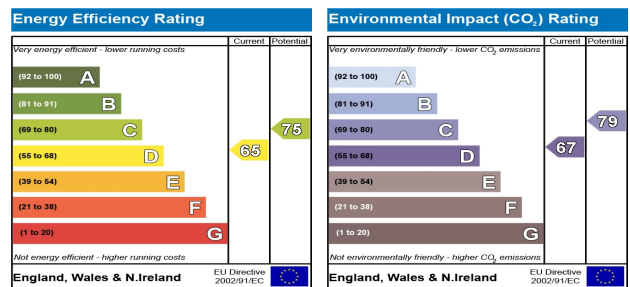 Energy Efficiency Rating
Current Potential
Very energy efficient - lower running costs
(92 to 100) A
(81 to 91) B
(69 to 80) C
(55 to 68) D
(39 to 54) E
(21 to 38) F
(1 to 20) G
65
75
Not energy efficient - higher running costs
England, Wales & N.Ireland
EU Directive
2002/91/EC
Environmental Impact (CO₂) Rating
Current Potential
Very environmentally friendly - lower CO₂ emissions
(92 to 100) A
(81 to 91) B
(69 to 80) C
(55 to 68) D
(39 to 54) E
(21 to 38) F
(1 to 20) G
67
79
Not environmentally friendly - higher CO₂ emissions
England, Wales & N.Ireland
EU Directive
2002/91/EC